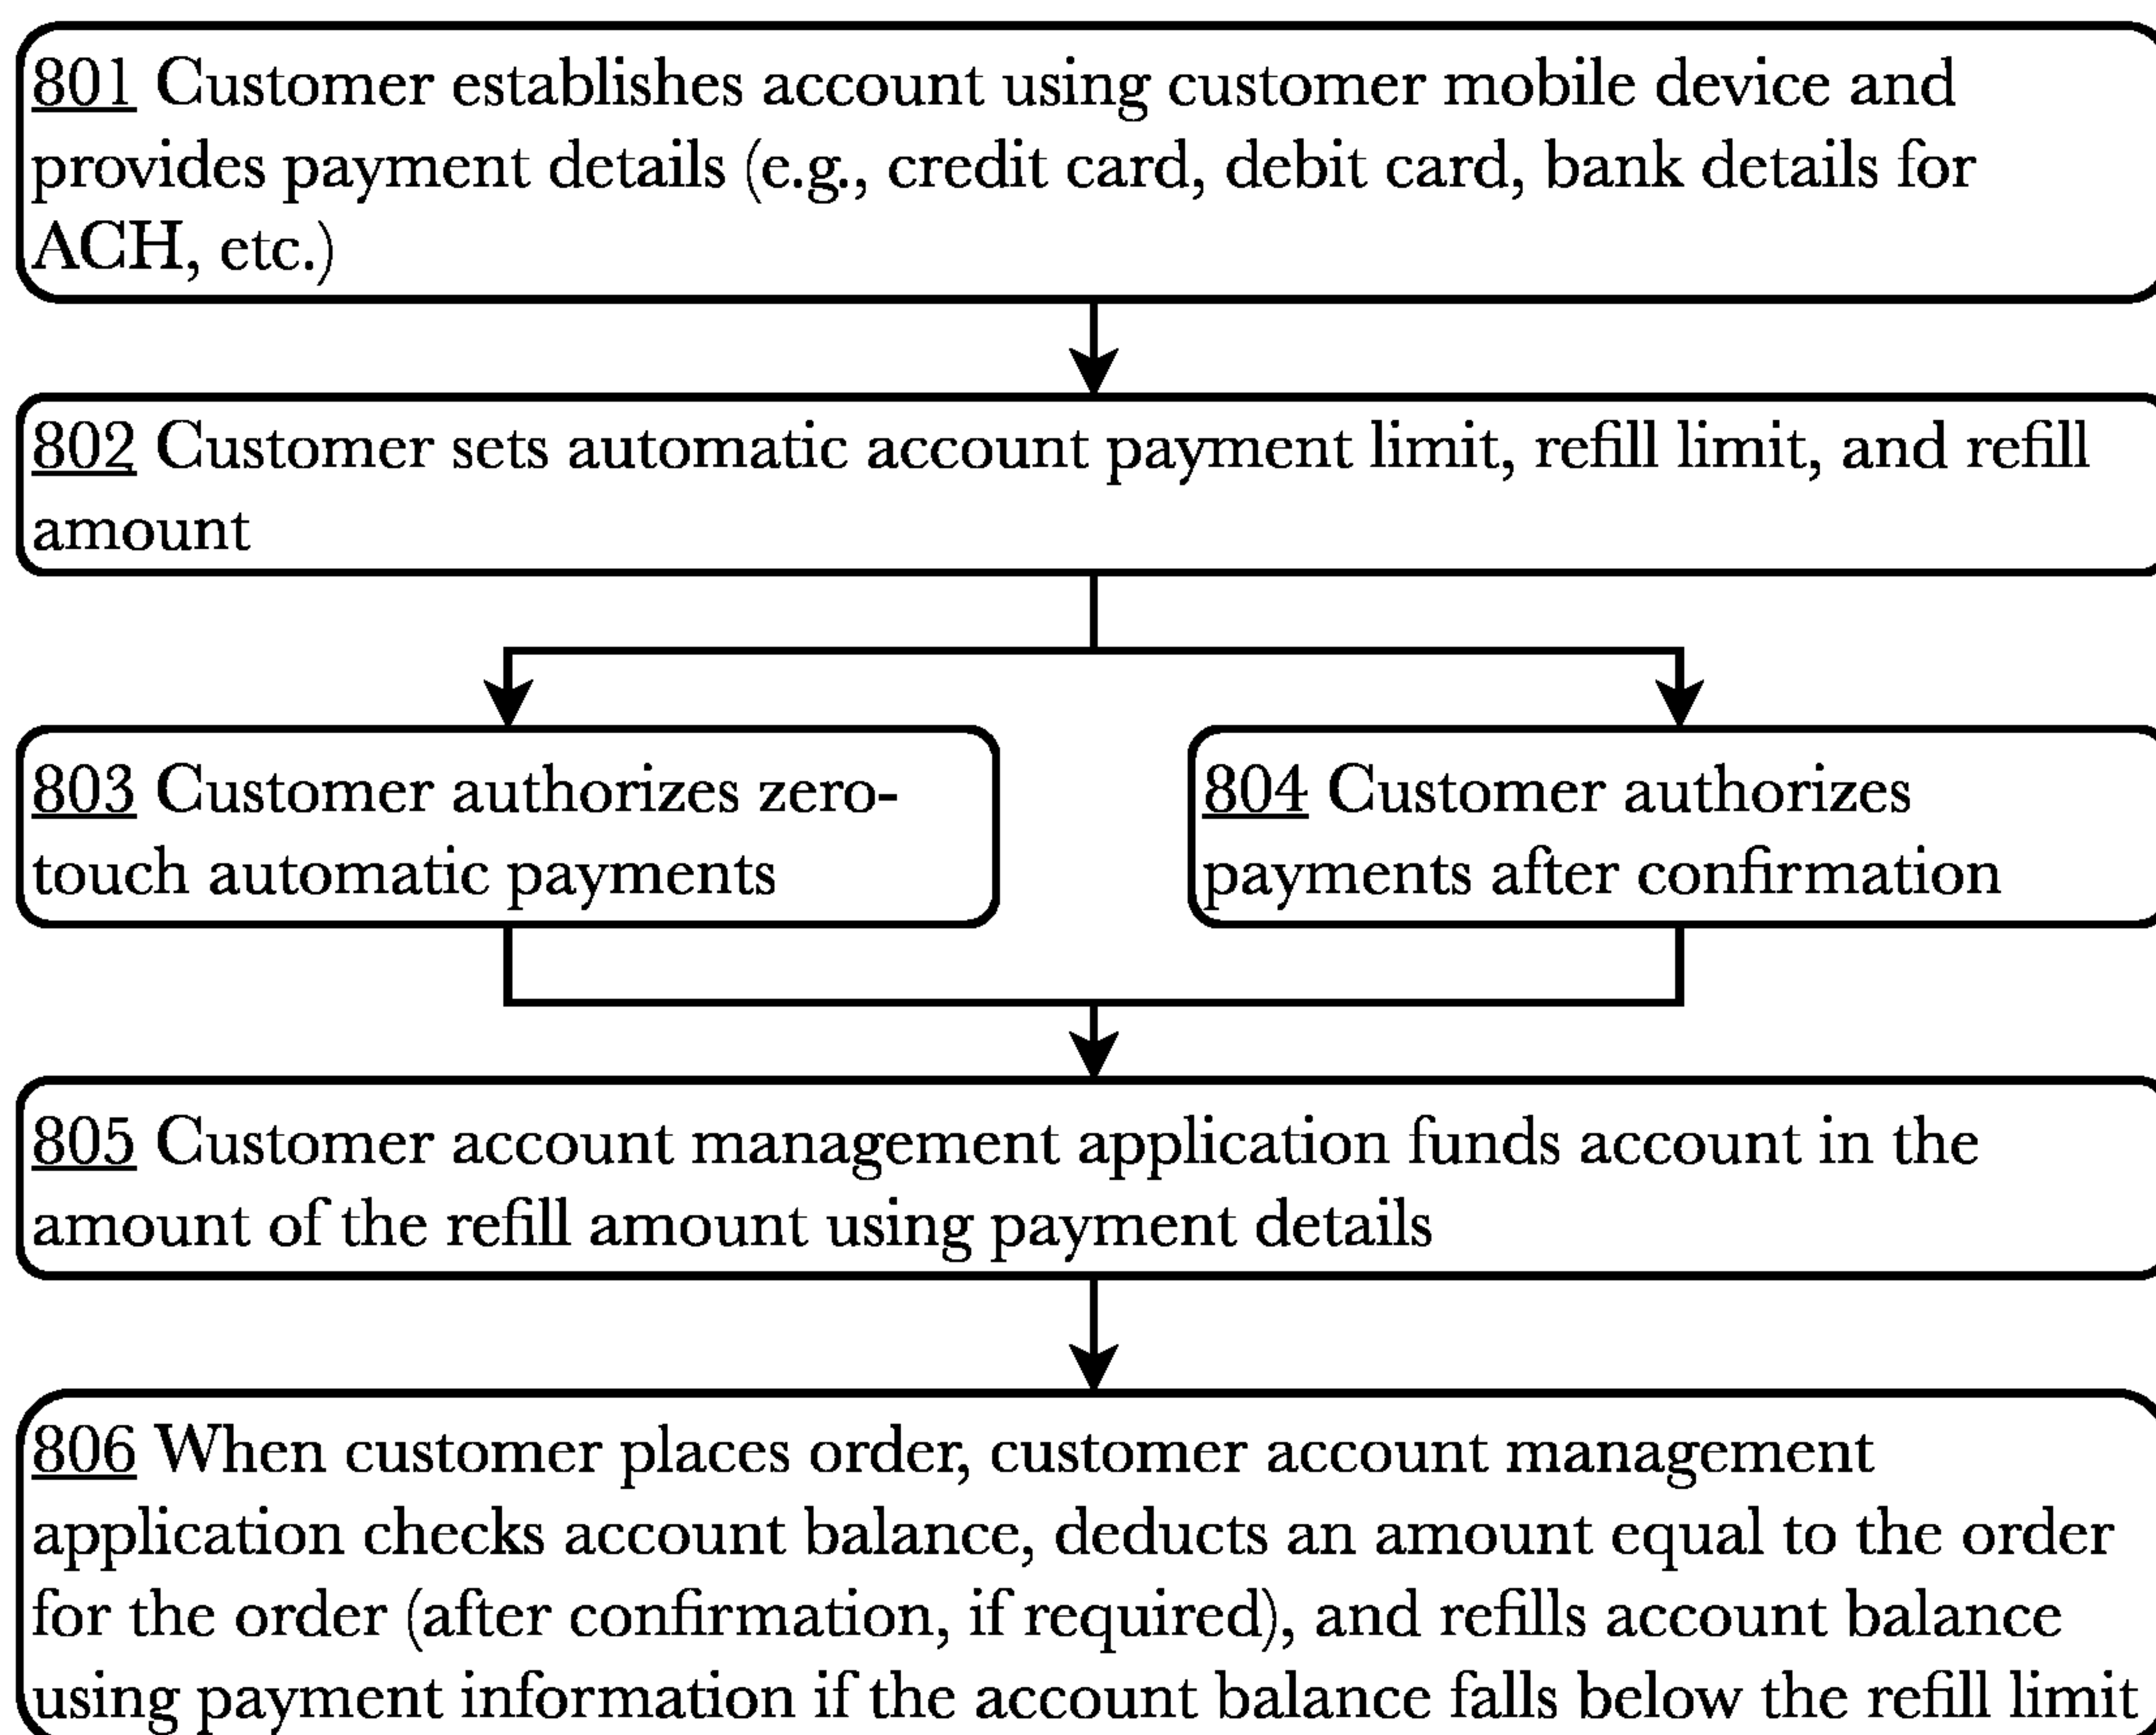 801 Customer establishes account using customer mobile device and
provides payment details (e.g., credit card, debit card, bank details for
ACH, etc.)
802 Customer sets automatic account payment limit, refill limit, and refill
amount
803 Customer authorizes zero-
touch automatic payments
804 Customer authorizes
payments after confirmation
805 Customer account management application funds account in the
amount of the refill amount using payment details
806 When customer places order, customer account management
application checks account balance, deducts an amount equal to the order
for the order (after confirmation, if required), and refills account balance
using payment information if the account balance falls below the refill limit